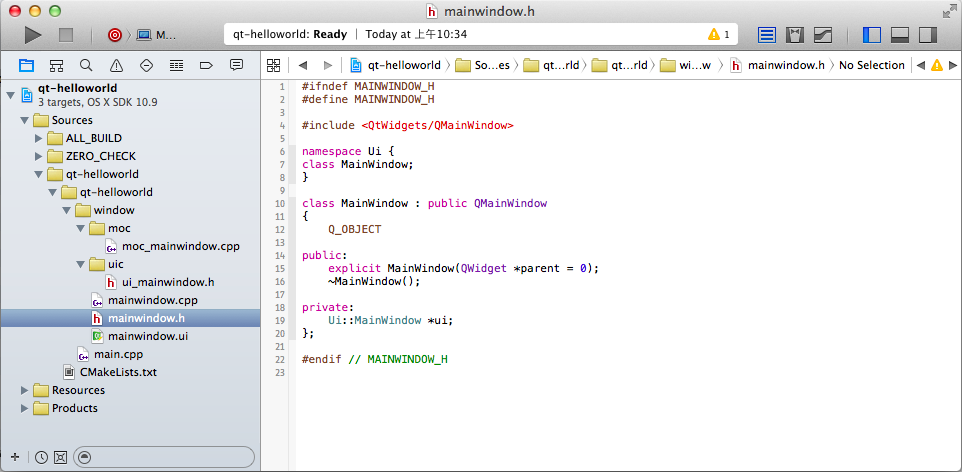 mainwindow.h
M...
qt-helloworld: Ready | Today at 上午10:34
1
qt-helloworld
So...es
qt...rld
qt...rld
wi...w
mainwindow.h
No Selection
qt-helloworld
3 targets, OS X SDK 10.9
Sources
ALL_BUILD
ZERO_CHECK
qt-helloworld
qt-helloworld
window
moc
moc_mainwindow.cpp
uic
ui_mainwindow.h
mainwindow.cpp
mainwindow.h
mainwindow.ui
main.cpp
CMakeLists.txt
Resources
Products
1 #ifndef MAINWINDOW_H
2 #define MAINWINDOW_H
3
4 #include <QtWidgets/QMainWindow>
5
6 namespace Ui {
7 class MainWindow;
8 }
9
10 class MainWindow : public QMainWindow
11 {
12     Q_OBJECT
13
14 public:
15     explicit MainWindow(QWidget *parent = 0);
16     ~MainWindow();
17
18 private:
19     Ui::MainWindow *ui;
20 };
21
22 #endif // MAINWINDOW_H
23